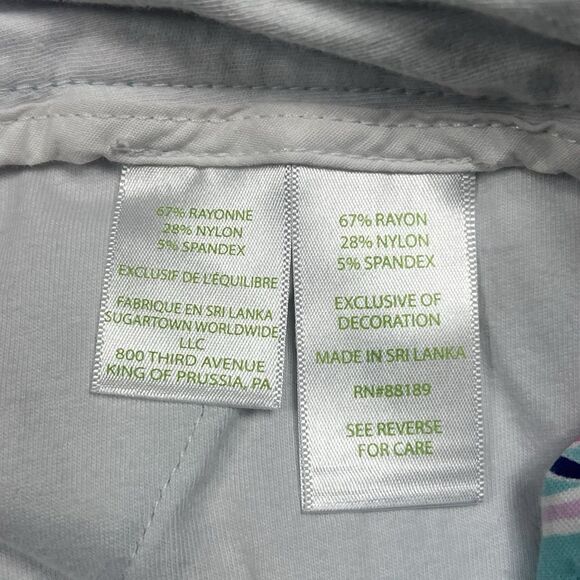 67% RAYONNE
28% NYLON
5% SPANDEX
EXCLUSIF DE L'ÉQUILIBRE
FABRIQUE EN SRI LANKA
SUGARTOWN WORLDWIDE
LLC
800 THIRD AVENUE
KING OF PRUSSIA, PA
67% RAYON
28% NYLON
5% SPANDEX
EXCLUSIVE OF
DECORATION
MADE IN SRI LANKA
RN#88189
SEE REVERSE
FOR CARE